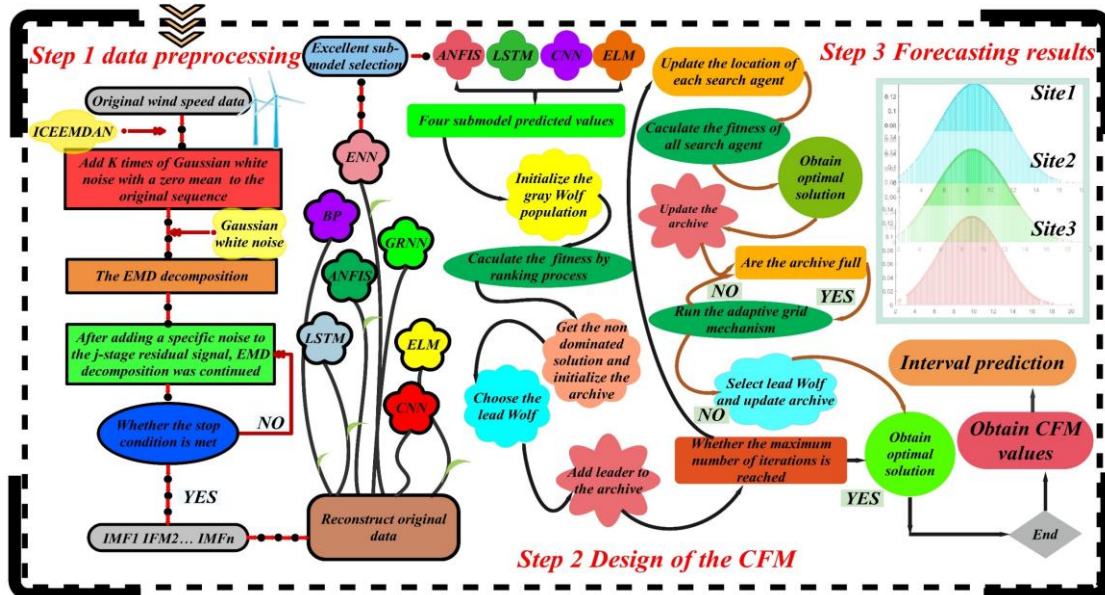 Step 1 data preprocessing
Original wind speed data
ICEEMDAN
Add K times of Gaussian white
noise with a zero mean to the
original sequence
Gaussian
white noise
The EMD decomposition
After adding a specific noise to
the j-stage residual signal, EMD
decomposition was continued
Whether the stop
condition is met
NO
YES
IMF1 IFM2… IMFn
Reconstruct original
data
Excellent sub-
model selection
ENN
BP
GRNN
ANFIS
LSTM
ELM
CNN
ANFIS
LSTM
CNN
ELM
Four submodel predicted values
Initialize the
gray Wolf
population
Caculate the fitness by
ranking process
Get the non
dominated
solution and
initialize the
archive
Choose the
lead Wolf
Add leader to
the archive
Step 2 Design of the CFM
Update the location
of each search agent
Caculate the fitness of
all search agent
Obtain
optimal
solution
Update the
archive
Are the archive full
NO
YES
Run the adaptive grid
mechanism
Select lead Wolf
and update archive
NO
Whether the maximum
number of iterations is
reached
YES
Obtain
optimal
solution
End
Obtain CFM
values
Interval prediction
Step 3 Forecasting results
Site1
Site2
Site3